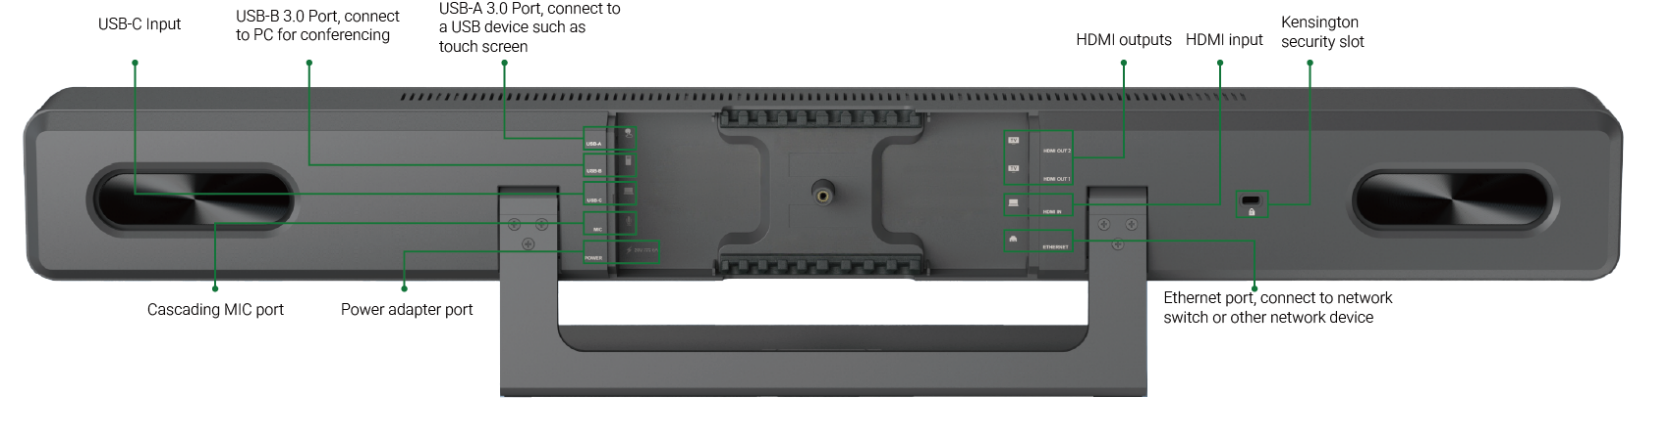 USB-C Input
USB-B 3.0 Port, connect
to PC for conferencing
USB-A 3.0 Port, connect to
a USB device such as
touch screen
HDMI outputs
HDMI input
Kensington
security slot
USB-A
USB-B
USB-C
MIC
POWER
TV
HDMI OUT 2
TV
HDMI OUT 1
HDMI IN
ETHERNET
Cascading MIC port
Power adapter port
Ethernet port, connect to network
switch or other network device